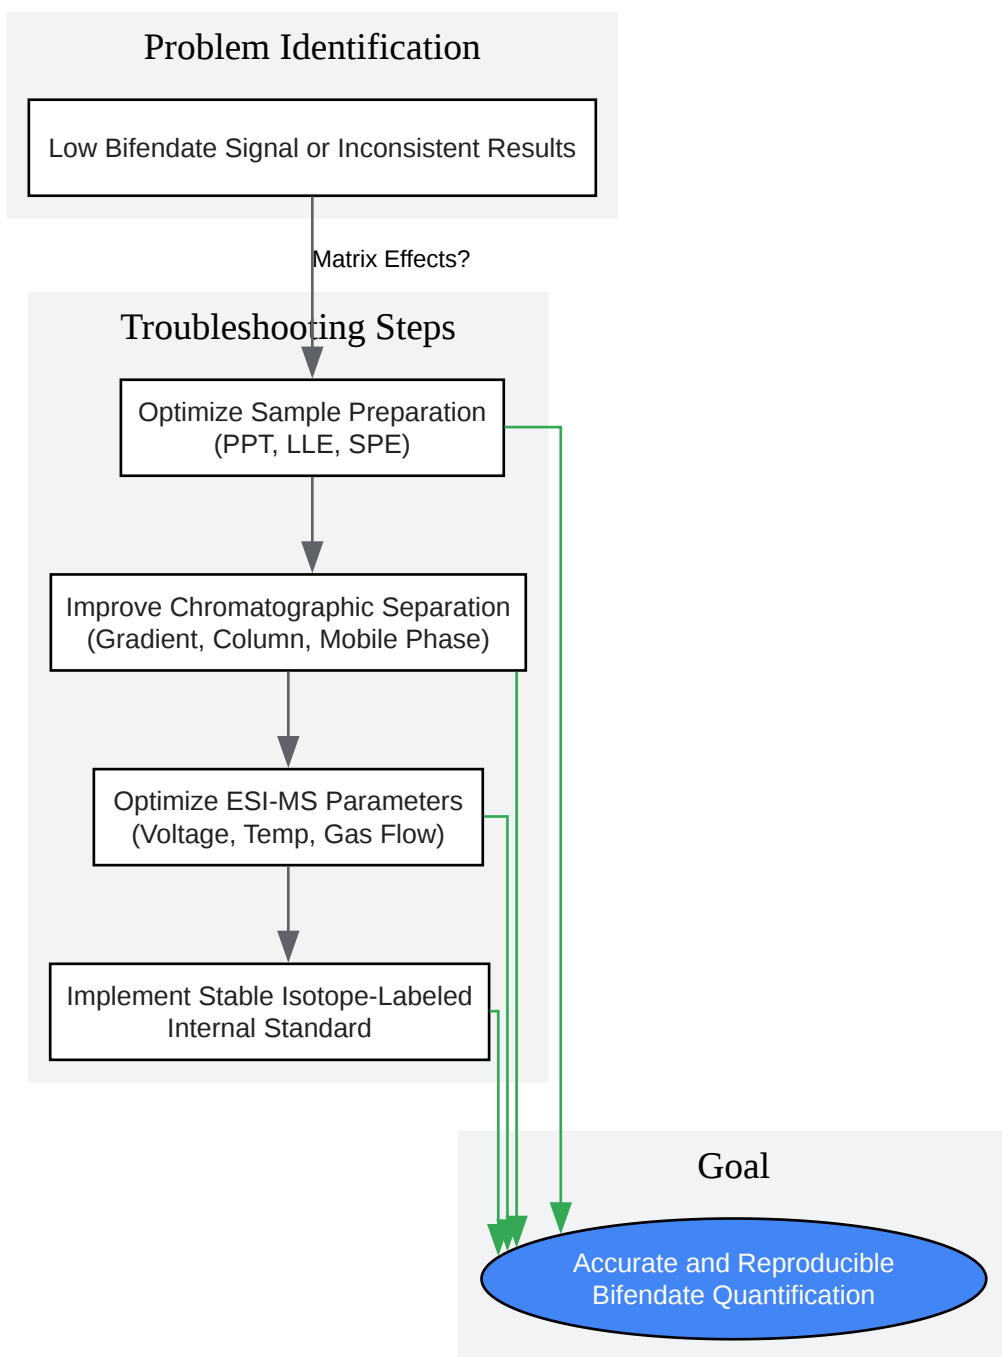 Problem Identification
Low Bifendate Signal or Inconsistent Results
Matrix Effects?
Troubleshooting Steps
Optimize Sample Preparation
(PPT, LLE, SPE)
Improve Chromatographic Separation
(Gradient, Column, Mobile Phase)
Optimize ESI-MS Parameters
(Voltage, Temp, Gas Flow)
Implement Stable Isotope-Labeled
Internal Standard
Goal
Accurate and Reproducible
Bifendate Quantification